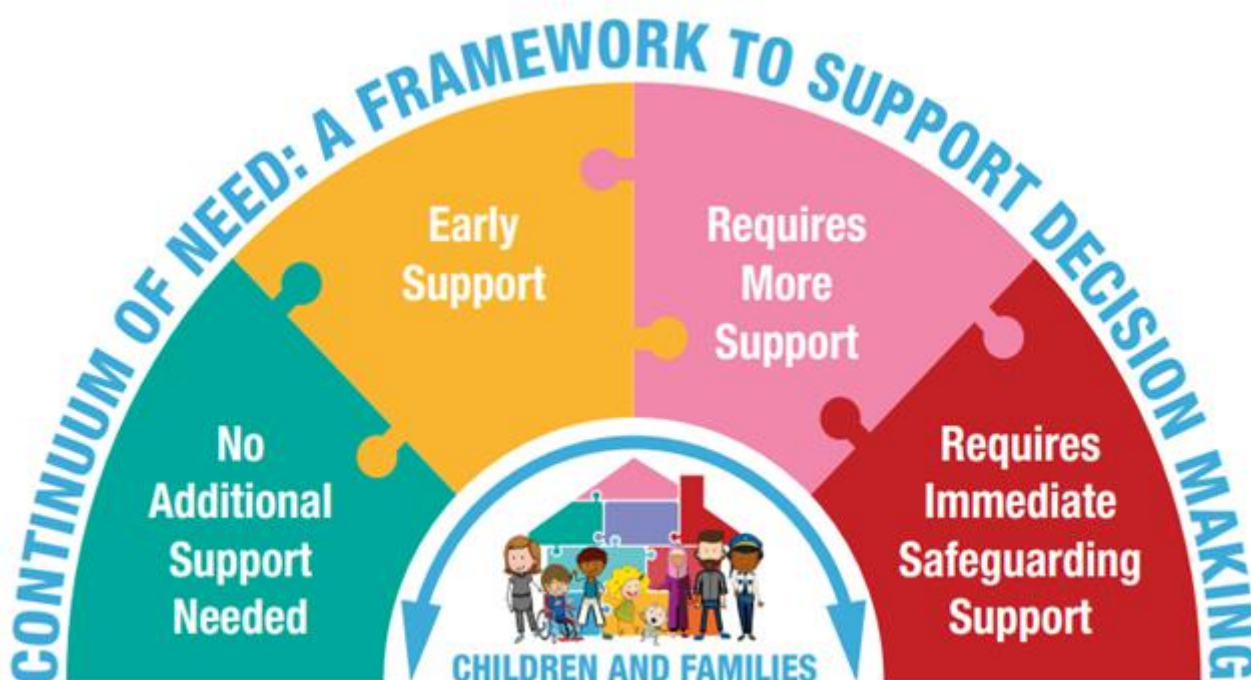 CONTINUUM OF NEED: A FRAMEWORK TO SUPPORT DECISION MAKING
No
Additional
Support
Needed
Early
Support
Requires
More
Support
Requires
Immediate
Safeguarding
Support
CHILDREN AND FAMILIES